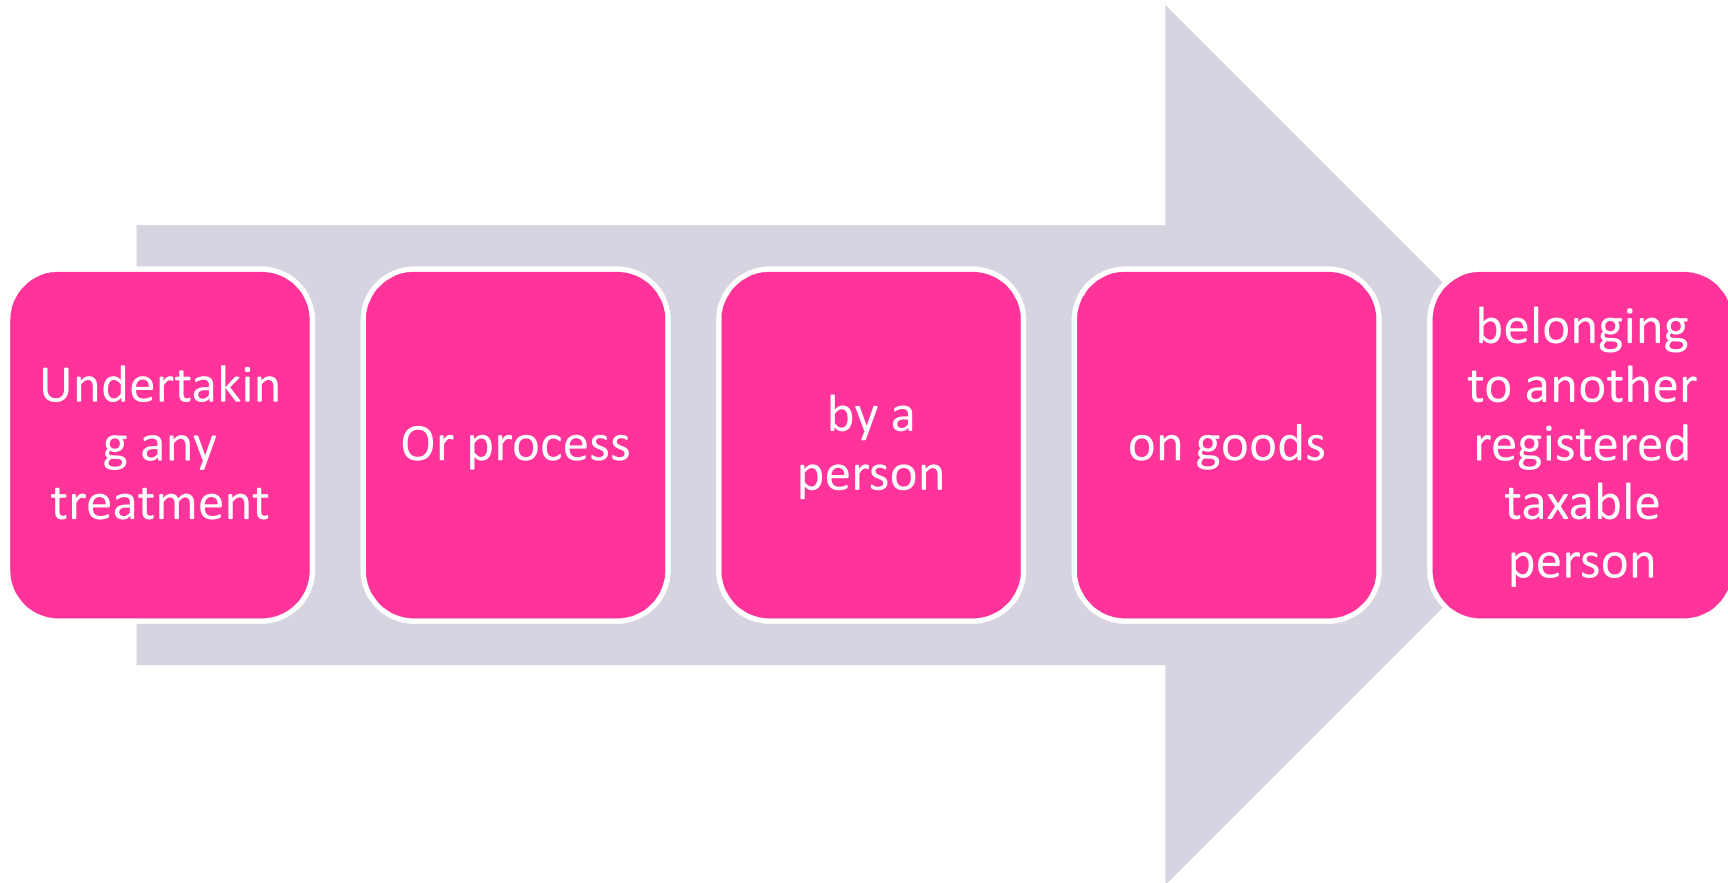 Undertakin
g any
treatment
Or process
by a
person
on goods
belonging
to another
registered
taxable
person